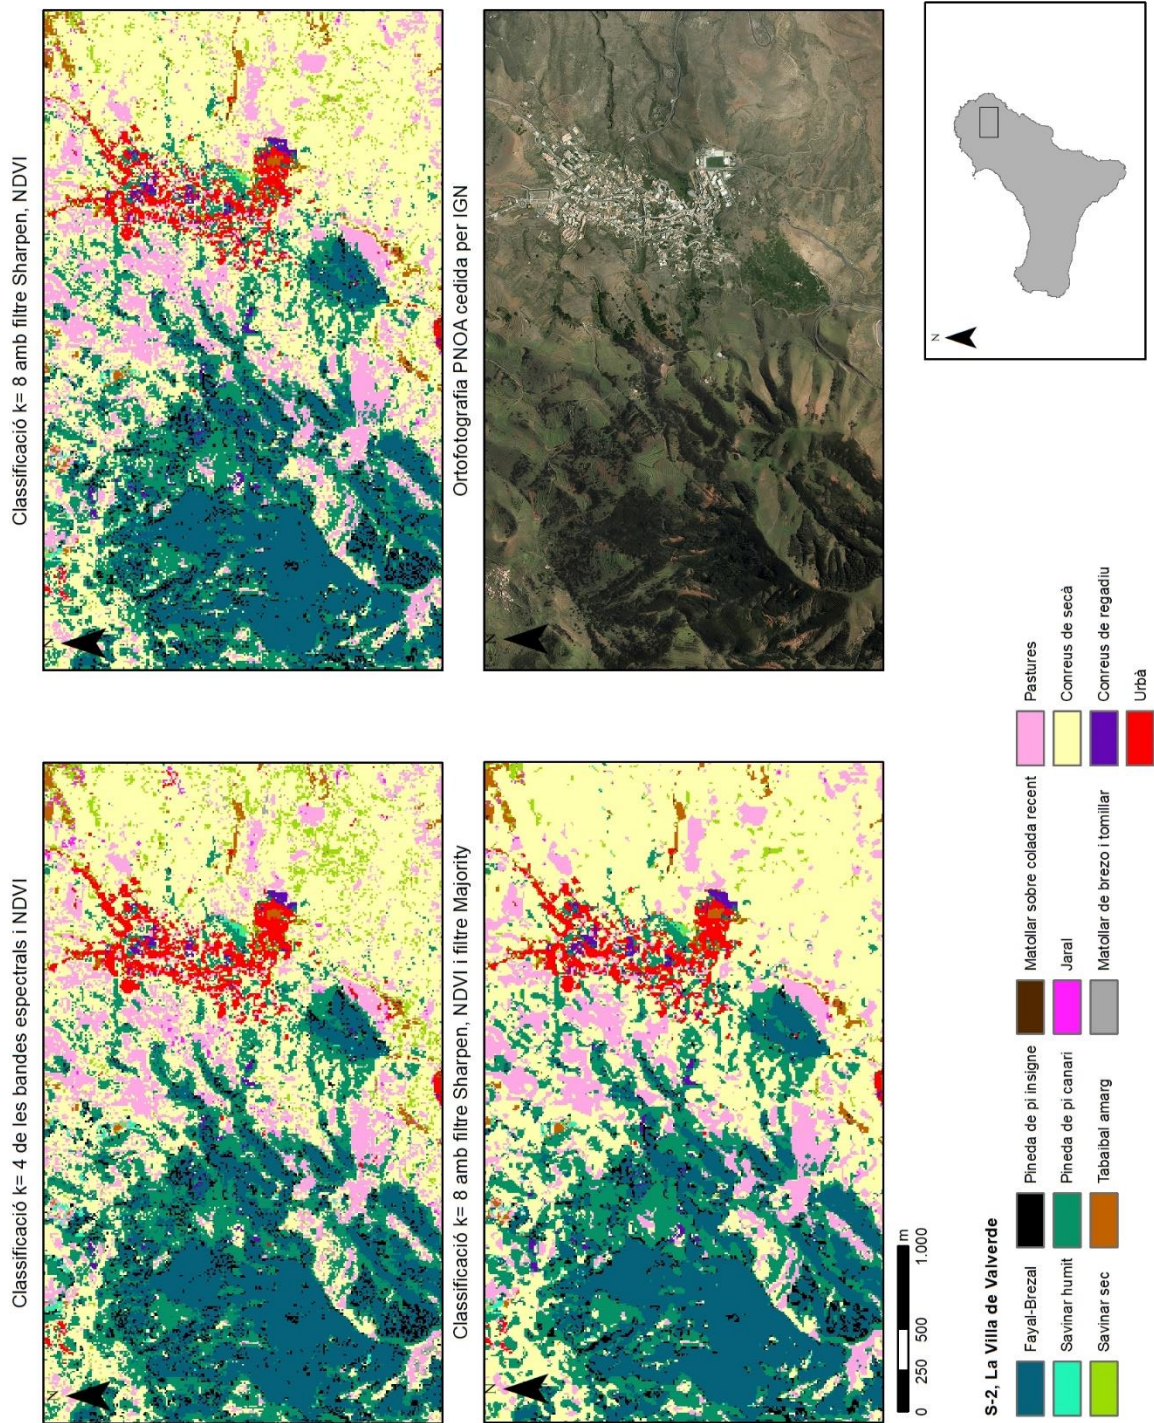 Classificació k= 4 de les bandes espectrals i NDVI
Classificació k= 8 amb filtre Sharpen, NDVI
N
N
Classificació k= 8 amb filtre Sharpen, NDVI i filtre Majority
Ortofotografia PNOA cedida per IGN
N
N
0 250 500 1.000 m
N
S-2, La Villa de Valverde
Fayal-Brezal
Savinar humit
Savinar sec
Pineda de pi insigne
Pineda de pi canari
Tabaibal amarg
Matollar sobre colada recent
Jaral
Matollar de brezo i tomillar
Pastures
Conreus de secà
Conreus de regadiu
Urbà